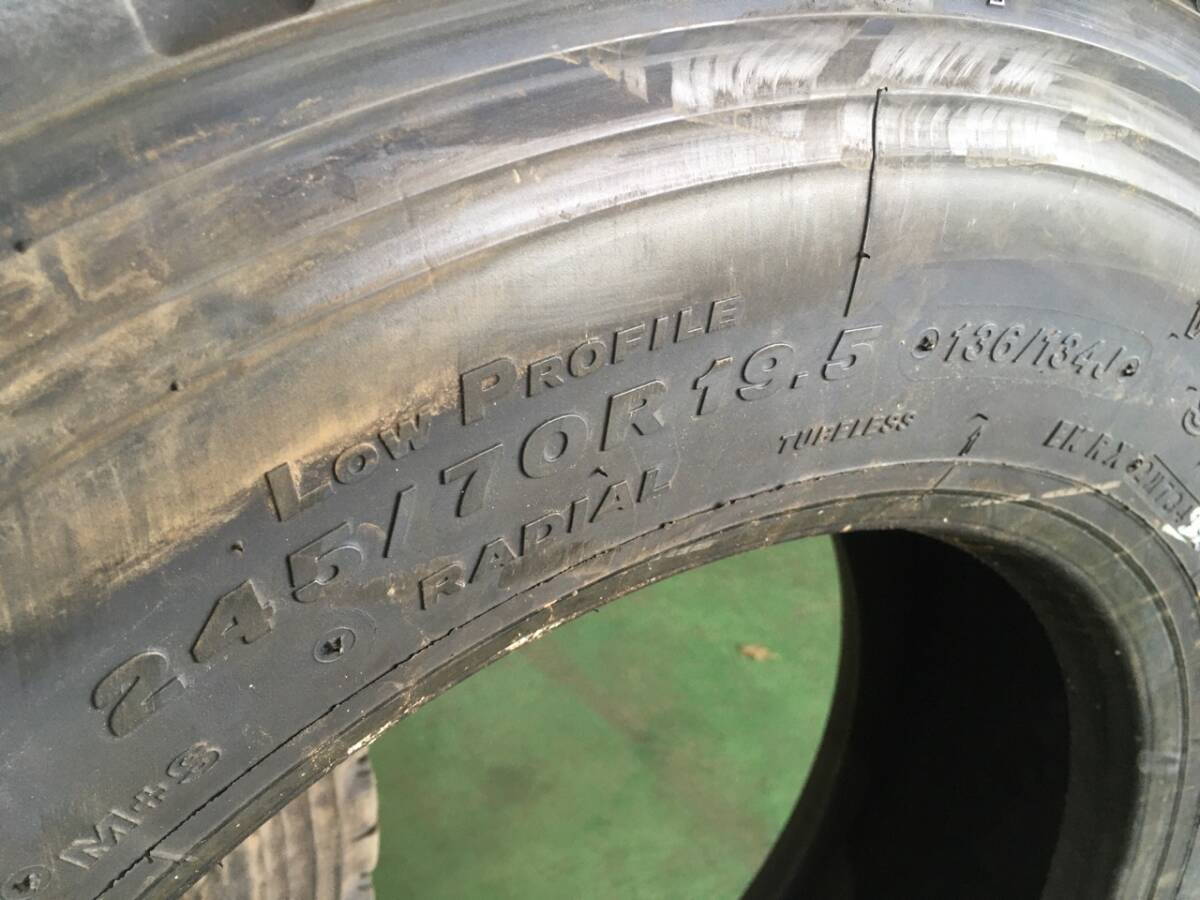 LOW PROFILE
245/70R19.5
136/134J
RADIAL
TUBELESS
M+S